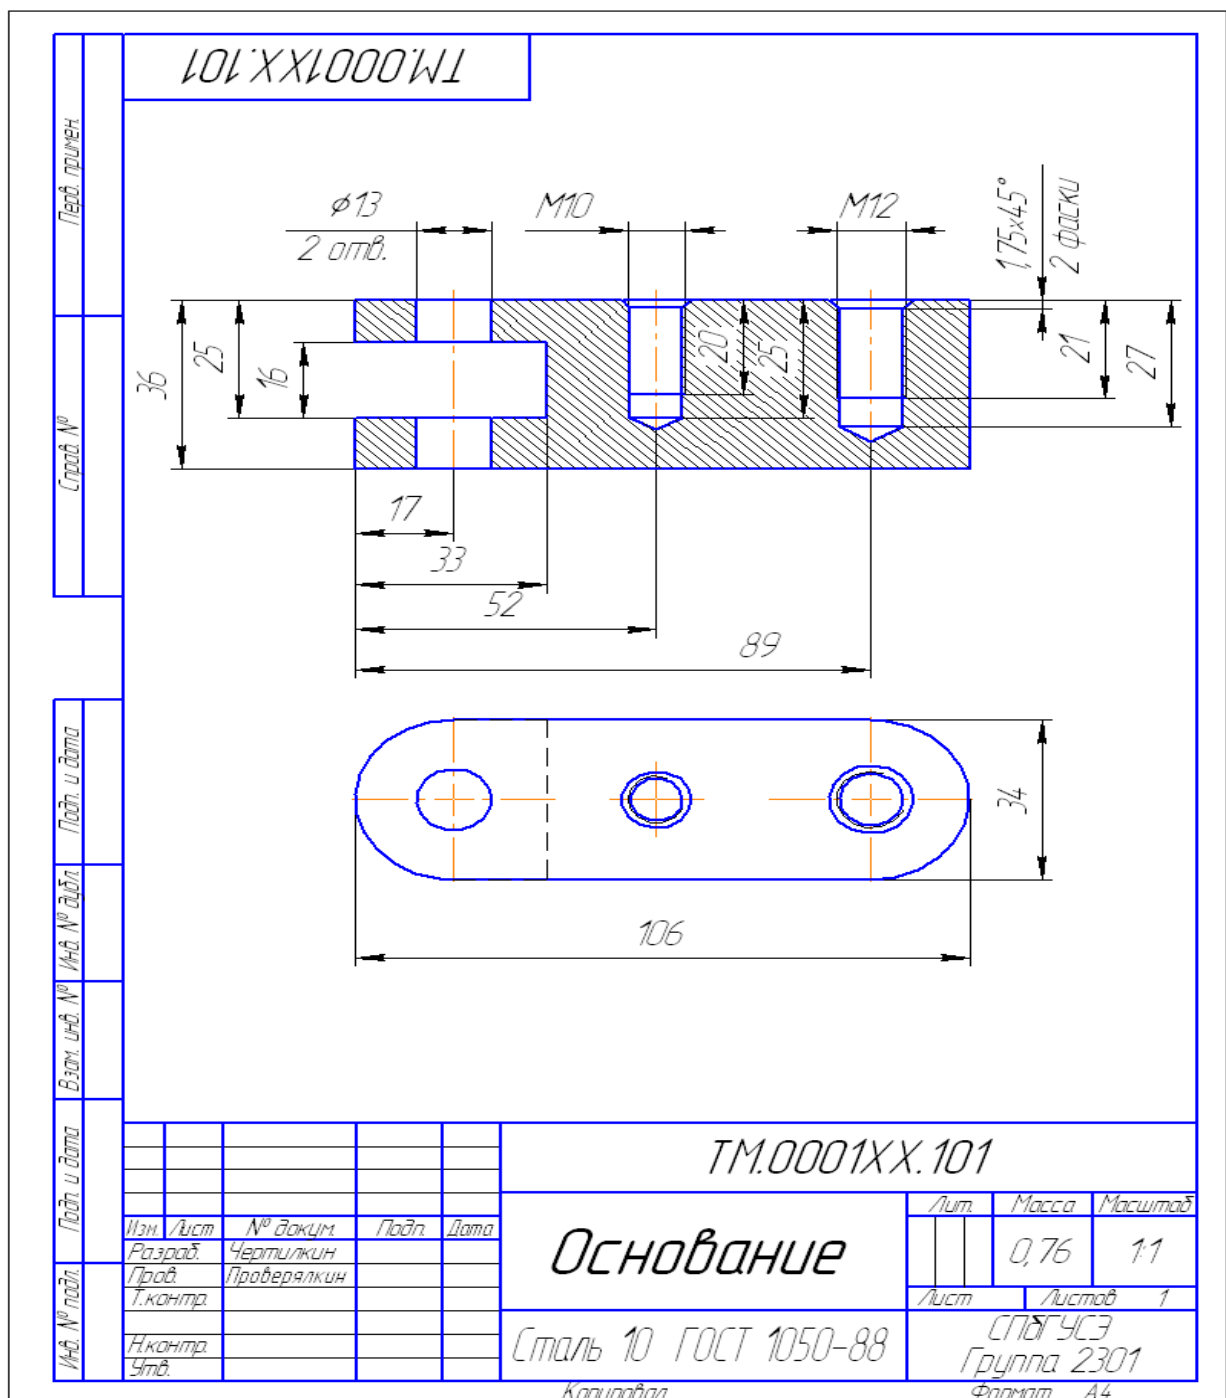 ТМ.0001ХХ.101
Перв. примен.
Справ. №
Подп. и дата
Инв. № дубл.
Взам. инв. №
Подп. и дата
Инв. № подл.
⌀13
2 отв.
М10
М12
1,75х45°
2 фаски
36
25
16
20
25
21
27
17
33
52
89
34
106
ТМ.0001ХХ.101
Изм. Лист № докум. Подп. Дата
Разраб. Чертилкин
Пров. Проверялкин
Т.контр.
Н.контр.
Утв.
Основание
Лит. Масса Масштаб
0,76 1:1
Лист Листов 1
Сталь 10 ГОСТ 1050-88
СПбГУСЭ
Группа 2301
Копировал Формат А4